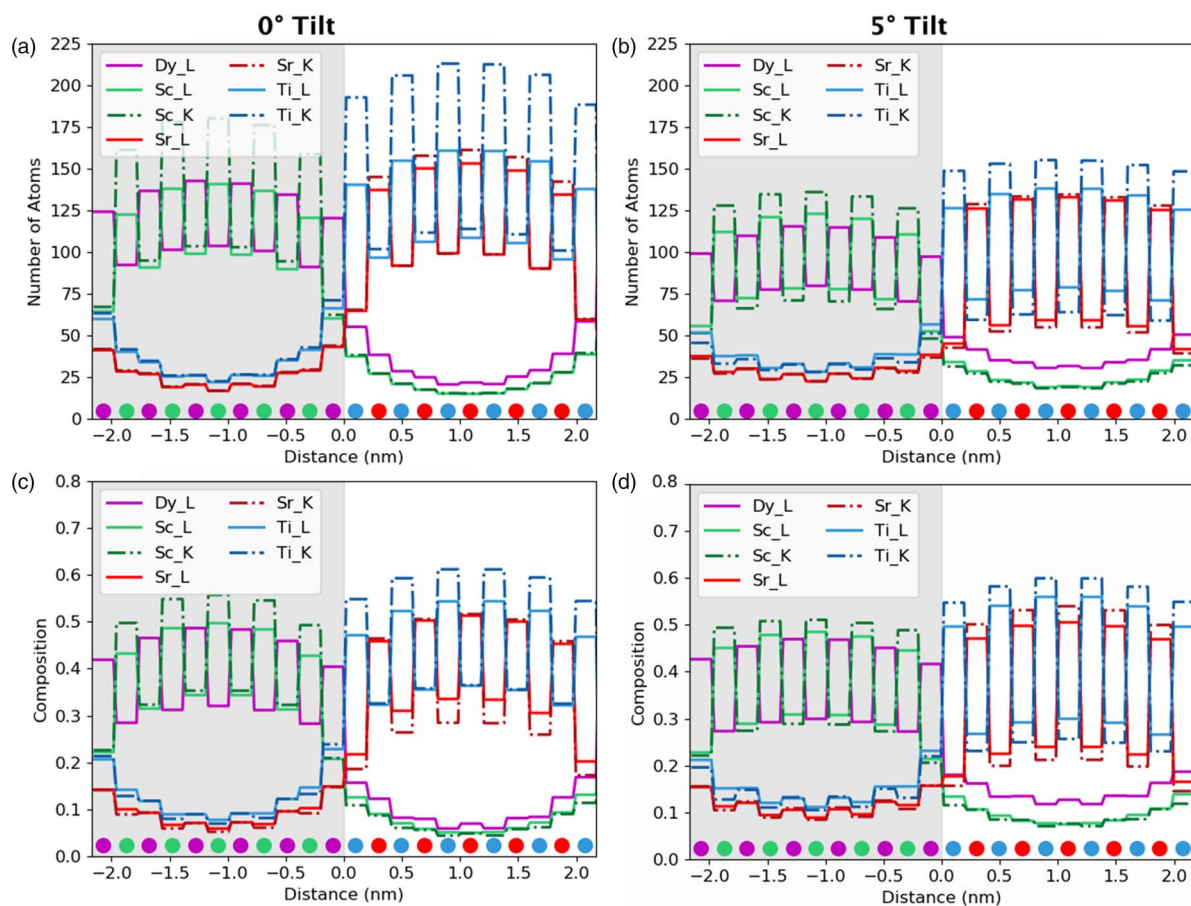 0° Tilt
5° Tilt
(a)
225
200
175
150
125
100
75
50
25
0
Number of Atoms
Dy_L
Sc_L
Sc_K
Sr_L
Sr_K
Ti_L
Ti_K
−2.0 −1.5 −1.0 −0.5 0.0 0.5 1.0 1.5 2.0
Distance (nm)
(b)
225
200
175
150
125
100
75
50
25
0
Number of Atoms
Dy_L
Sc_L
Sc_K
Sr_L
Sr_K
Ti_L
Ti_K
−2.0 −1.5 −1.0 −0.5 0.0 0.5 1.0 1.5 2.0
Distance (nm)
(c)
0.8
0.7
0.6
0.5
0.4
0.3
0.2
0.1
0.0
Composition
Dy_L
Sc_L
Sc_K
Sr_L
Sr_K
Ti_L
Ti_K
−2.0 −1.5 −1.0 −0.5 0.0 0.5 1.0 1.5 2.0
Distance (nm)
(d)
0.8
0.7
0.6
0.5
0.4
0.3
0.2
0.1
0.0
Composition
Dy_L
Sc_L
Sc_K
Sr_L
Sr_K
Ti_L
Ti_K
−2.0 −1.5 −1.0 −0.5 0.0 0.5 1.0 1.5 2.0
Distance (nm)